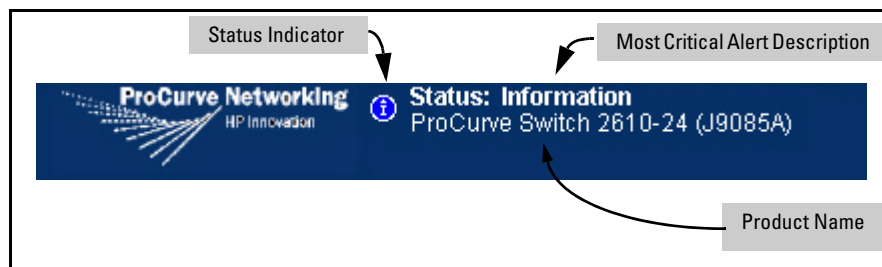 Status Indicator
Most Critical Alert Description
ProCurve Networking
HP Innovation
Status: Information
ProCurve Switch 2610-24 (J9085A)
Product Name